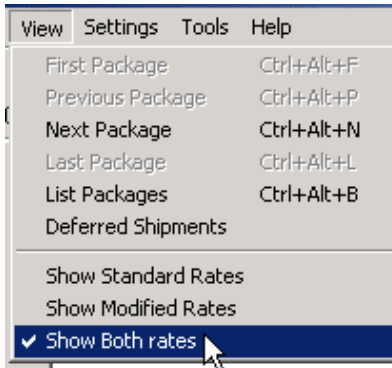 View Settings Tools Help
First Package Ctrl+Alt+F
Previous Package Ctrl+Alt+P
Next Package Ctrl+Alt+N
Last Package Ctrl+Alt+L
List Packages Ctrl+Alt+B
Deferred Shipments
Show Standard Rates
Show Modified Rates
Show Both rates